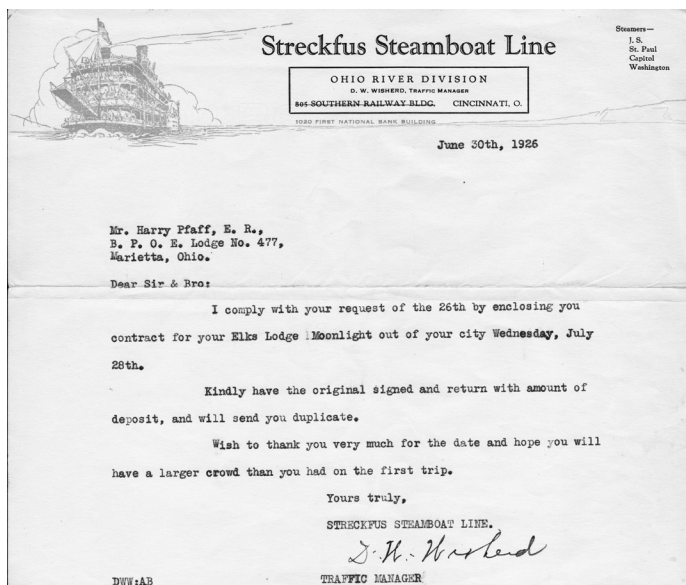 Streckfus Steamboat Line
Steamers—
J. S.
St. Paul
Capitol
Washington
OHIO RIVER DIVISION
D. W. WISHERD, TRAFFIC MANAGER
805 SOUTHERN RAILWAY BLDG. CINCINNATI, O.
1020 FIRST NATIONAL BANK BUILDING
June 30th, 1926
Mr. Harry Pfaff, E. R.,
B. P. O. E. Lodge No. 477,
Marietta, Ohio.
Dear Sir & Bro:
I comply with your request of the 26th by enclosing you
contract for your Elks Lodge Moonlight out of your city Wednesday, July
28th.
Kindly have the original signed and return with amount of
deposit, and will send you duplicate.
Wish to thank you very much for the date and hope you will
have a larger crowd than you had on the first trip.
Yours truly,
STRECKFUS STEAMBOAT LINE.
D. W. Wisherd
DWW:AB TRAFFIC MANAGER